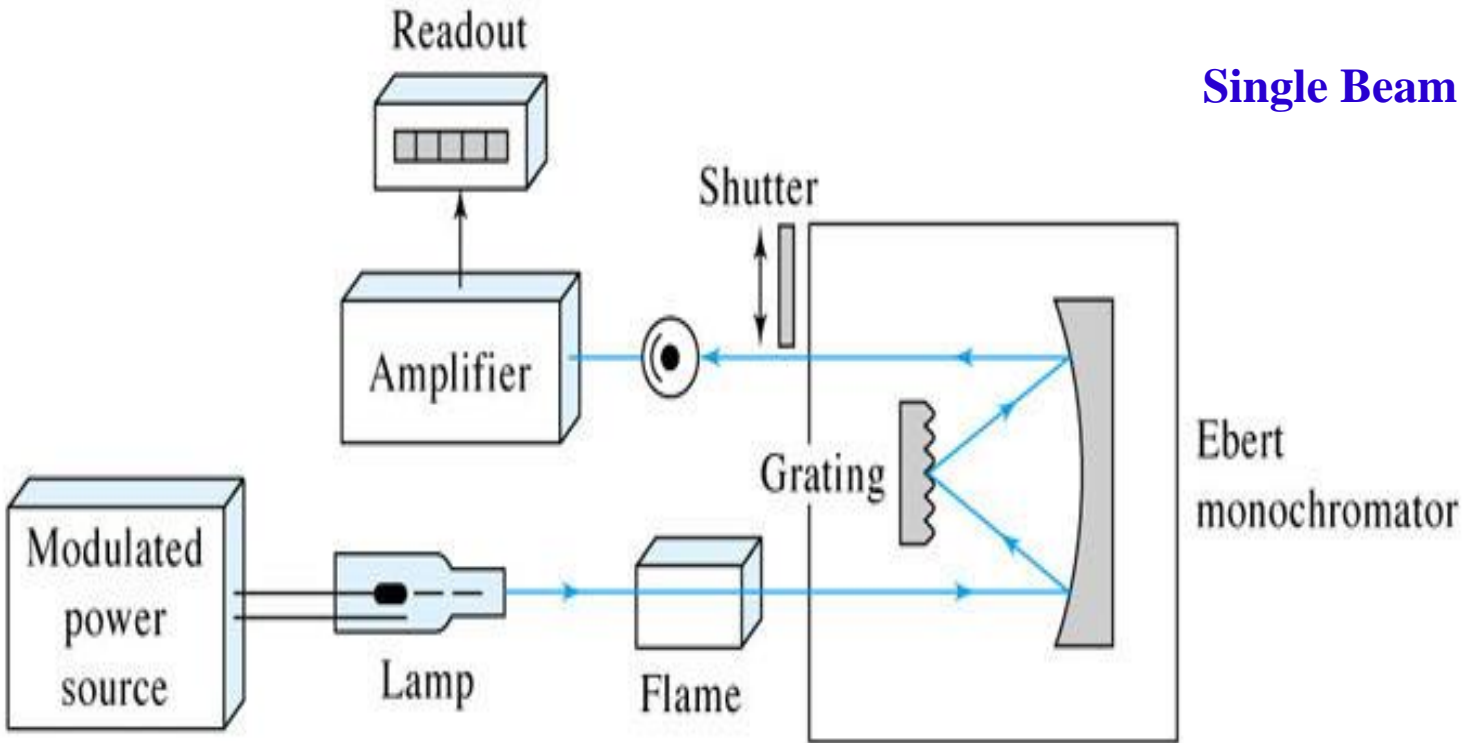 Readout
Single Beam
Shutter
Amplifier
Grating
Ebert
monochromator
Modulated
power
source
Lamp
Flame